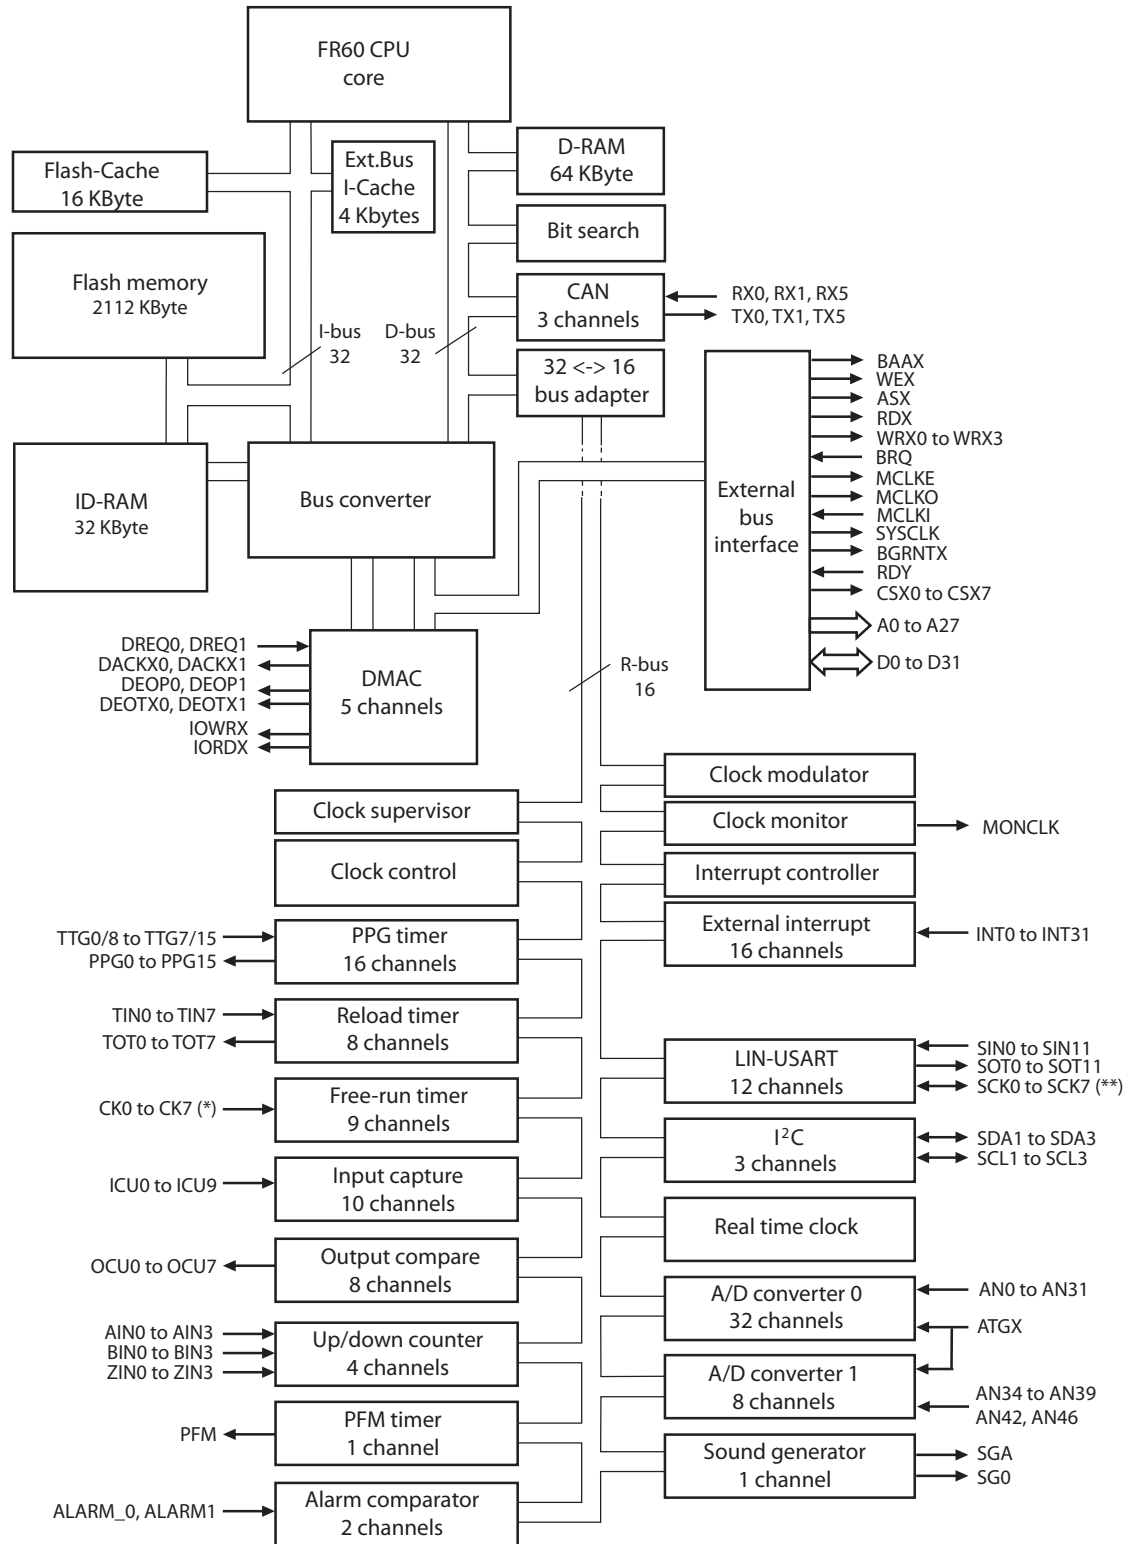 FR60 CPU
core
Flash-Cache
16 KByte
Ext.Bus
I-Cache
4 Kbytes
D-RAM
64 KByte
Bit search
Flash memory
2112 KByte
CAN
3 channels
RX0, RX1, RX5
TX0, TX1, TX5
I-bus
32
D-bus
32
32 <-> 16
bus adapter
ID-RAM
32 KByte
Bus converter
External
bus
interface
BAAX
WEX
ASX
RDX
WRX0 to WRX3
BRQ
MCLKE
MCLKO
MCLKI
SYSCLK
BGRNTX
RDY
CSX0 to CSX7
A0 to A27
D0 to D31
DREQ0, DREQ1
DACKX0, DACKX1
DEOP0, DEOP1
DEOTX0, DEOTX1
IOWRX
IORDX
DMAC
5 channels
R-bus
16
Clock supervisor
Clock control
TTG0/8 to TTG7/15
PPG0 to PPG15
PPG timer
16 channels
TIN0 to TIN7
TOT0 to TOT7
Reload timer
8 channels
CK0 to CK7 (*)
Free-run timer
9 channels
ICU0 to ICU9
Input capture
10 channels
OCU0 to OCU7
Output compare
8 channels
AIN0 to AIN3
BIN0 to BIN3
ZIN0 to ZIN3
Up/down counter
4 channels
PFM
PFM timer
1 channel
ALARM_0, ALARM1
Alarm comparator
2 channels
Clock modulator
Clock monitor
MONCLK
Interrupt controller
External interrupt
16 channels
INT0 to INT31
LIN-USART
12 channels
SIN0 to SIN11
SOT0 to SOT11
SCK0 to SCK7 (**)
I²C
3 channels
SDA1 to SDA3
SCL1 to SCL3
Real time clock
A/D converter 0
32 channels
AN0 to AN31
ATGX
A/D converter 1
8 channels
AN34 to AN39
AN42, AN46
Sound generator
1 channel
SGA
SG0